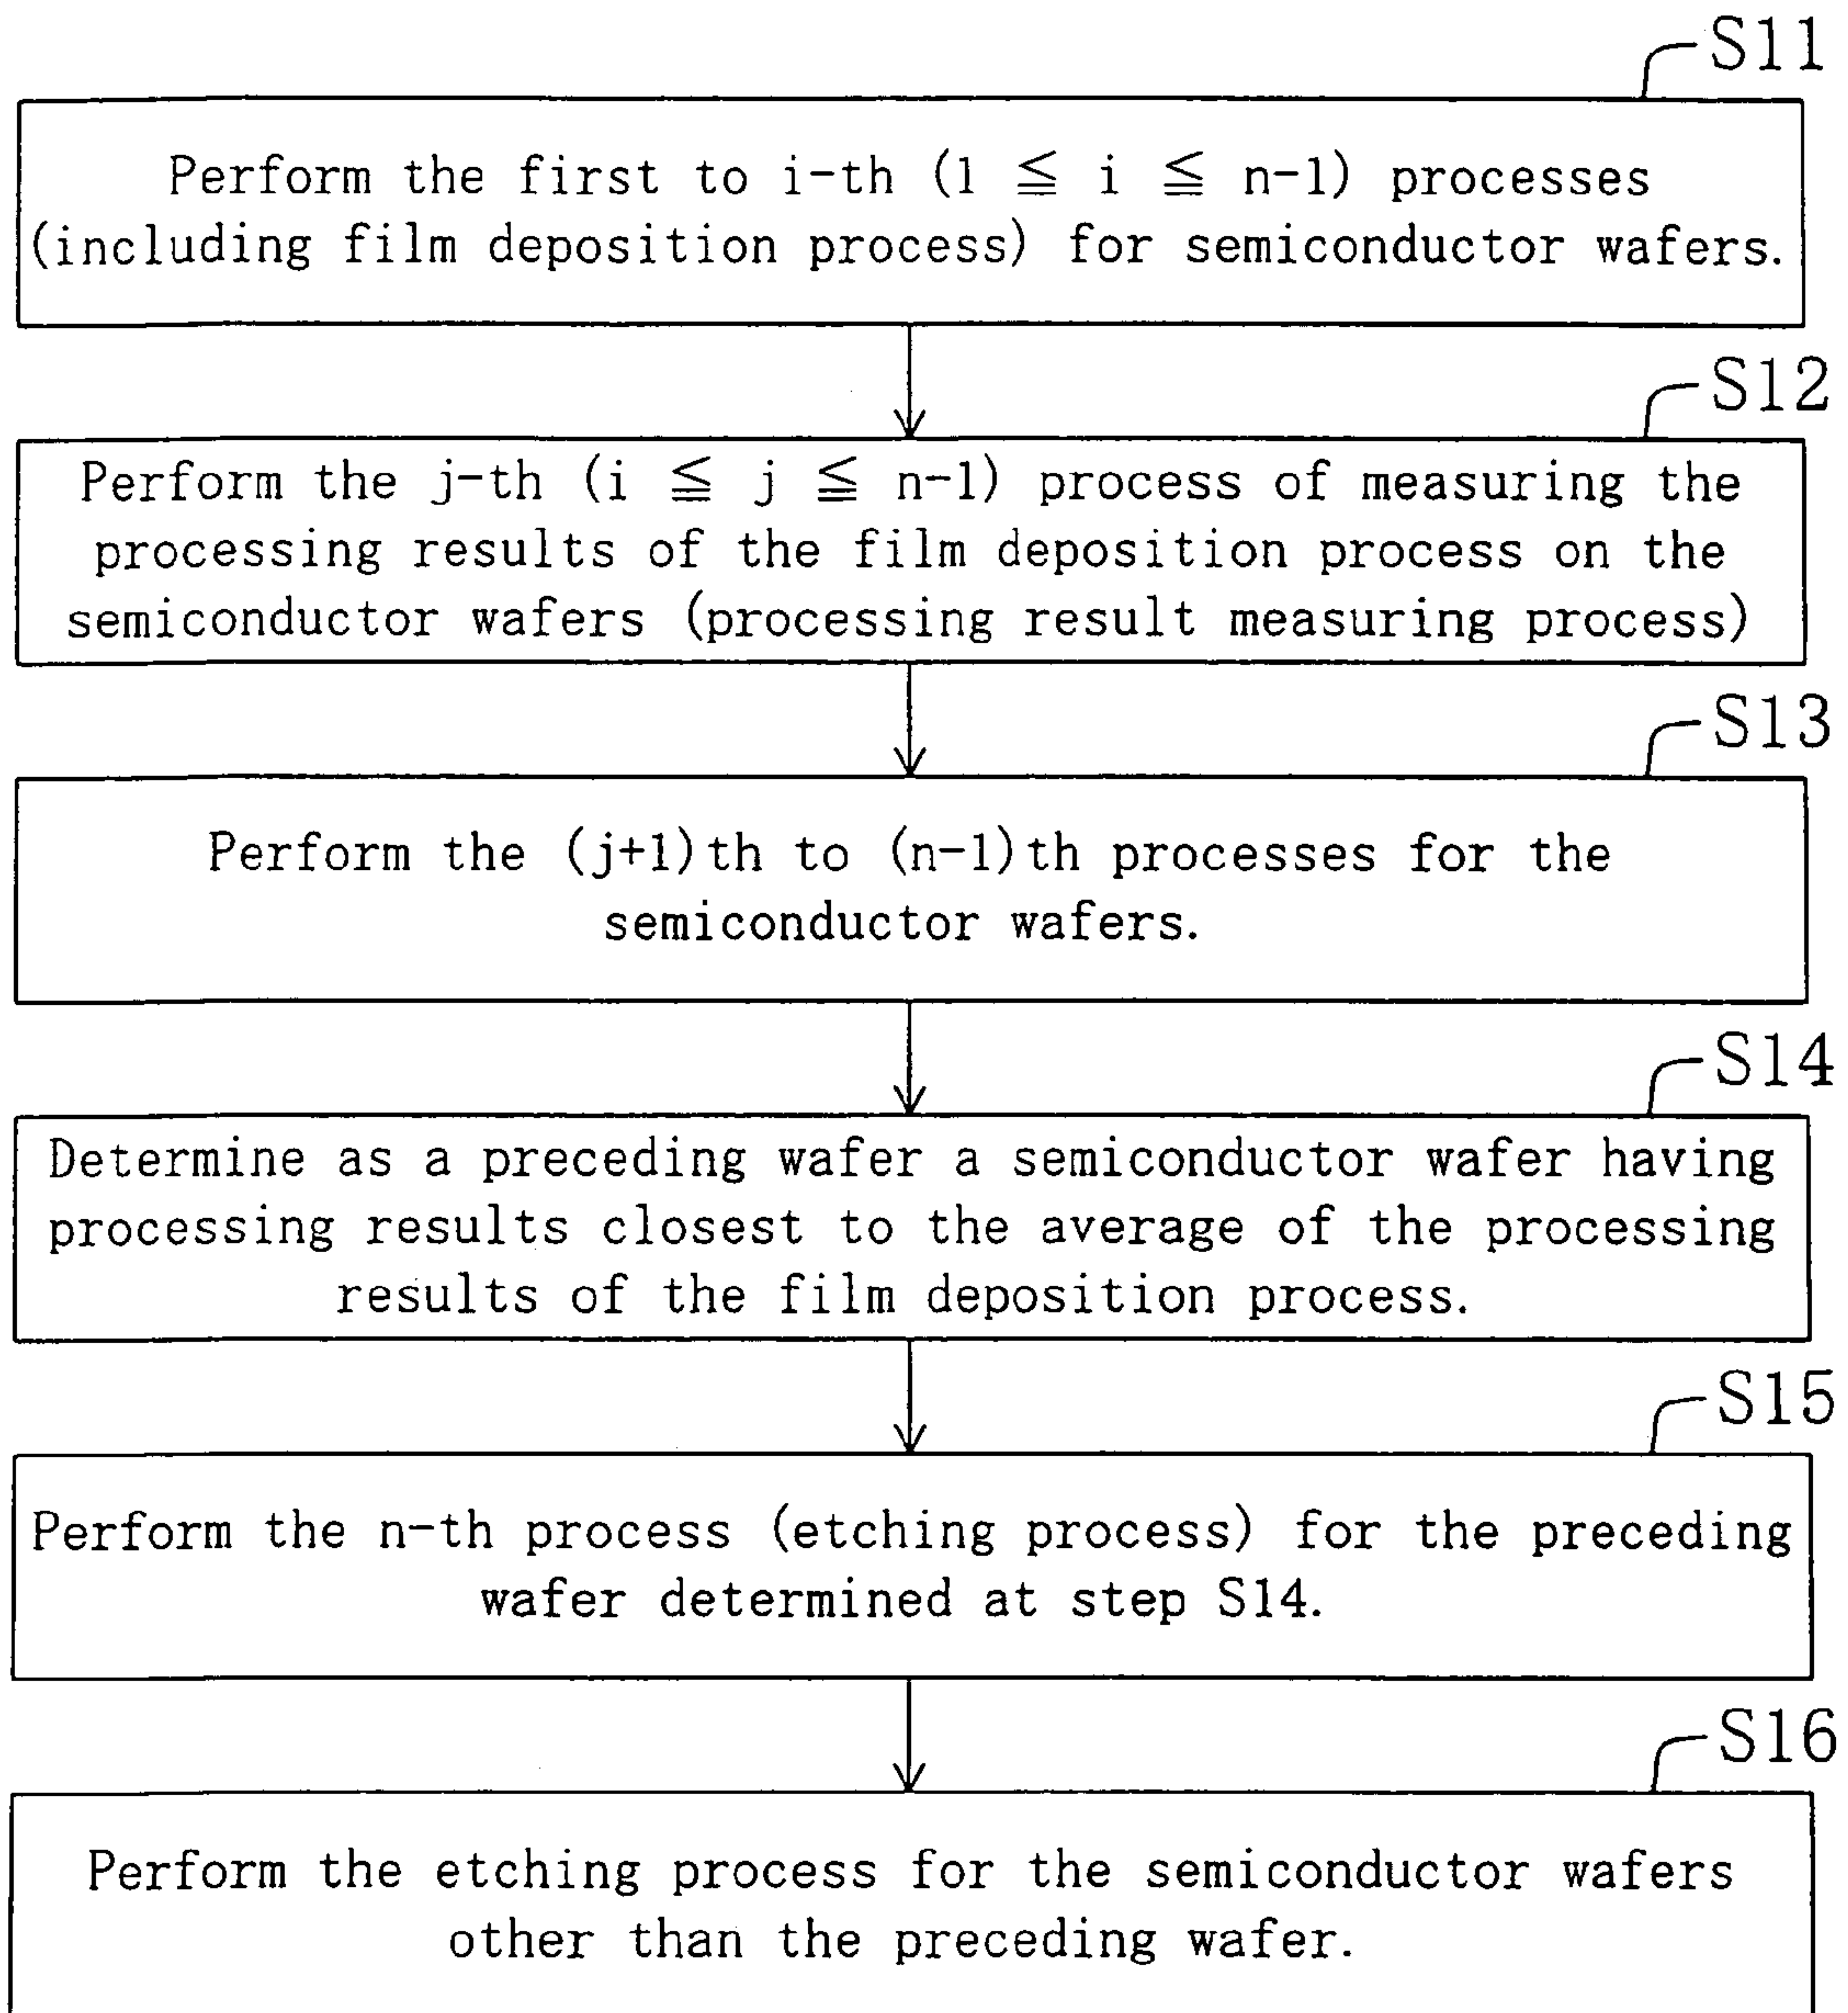 S11
Perform the first to i-th (1 ≦ i ≦ n-1) processes
(including film deposition process) for semiconductor wafers.
S12
Perform the j-th (i ≦ j ≦ n-1) process of measuring the
processing results of the film deposition process on the
semiconductor wafers (processing result measuring process)
S13
Perform the (j+1)th to (n-1)th processes for the
semiconductor wafers.
S14
Determine as a preceding wafer a semiconductor wafer having
processing results closest to the average of the processing
results of the film deposition process.
S15
Perform the n-th process (etching process) for the preceding
wafer determined at step S14.
S16
Perform the etching process for the semiconductor wafers
other than the preceding wafer.